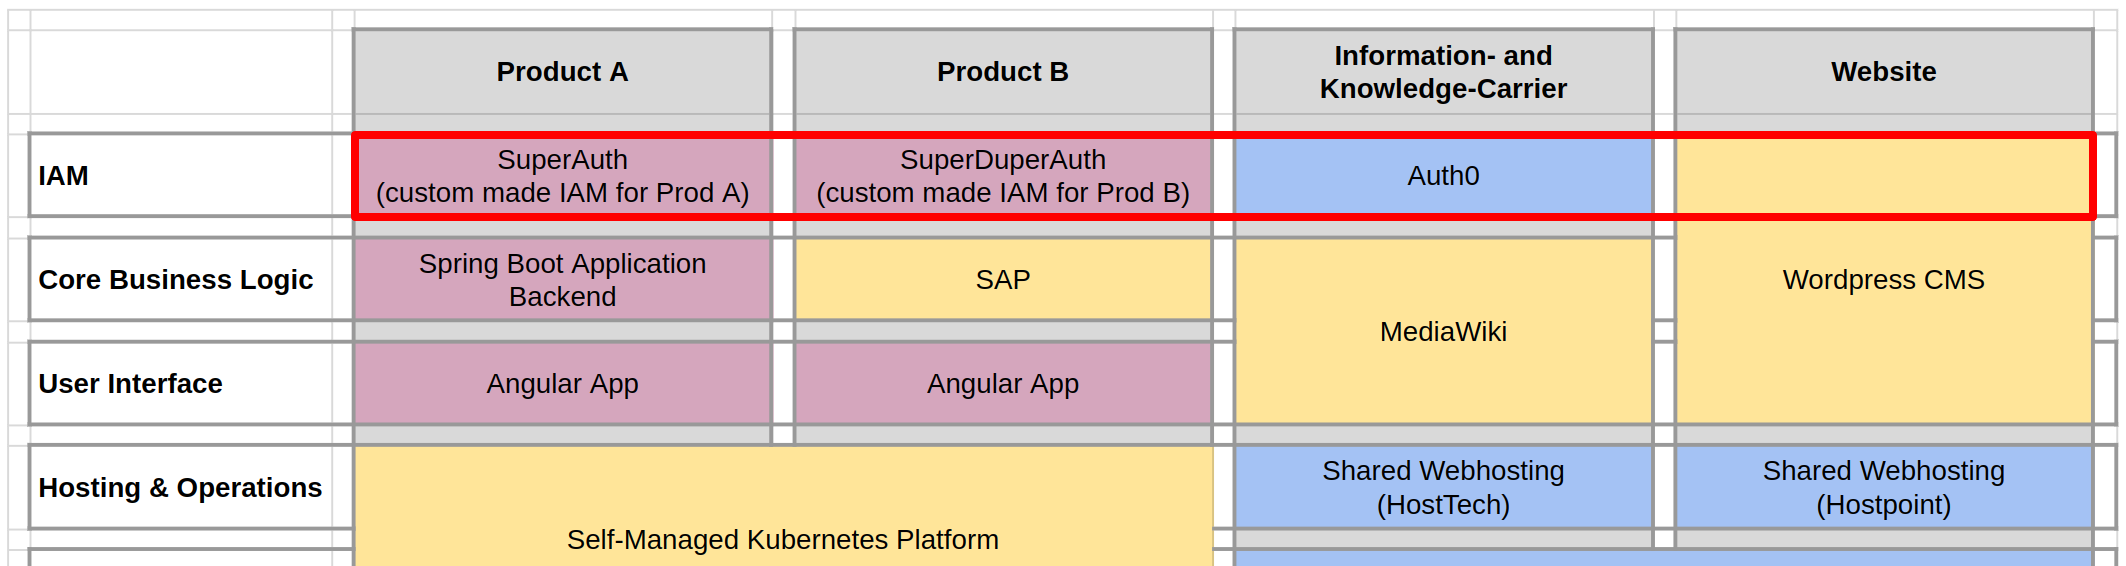 Product A
Product B
Information- and
Knowledge-Carrier
Website
IAM
SuperAuth
(custom made IAM for Prod A)
SuperDuperAuth
(custom made IAM for Prod B)
Auth0
Core Business Logic
Spring Boot Application
Backend
SAP
MediaWiki
Wordpress CMS
User Interface
Angular App
Angular App
Hosting & Operations
Self-Managed Kubernetes Platform
Shared Webhosting
(HostTech)
Shared Webhosting
(Hostpoint)